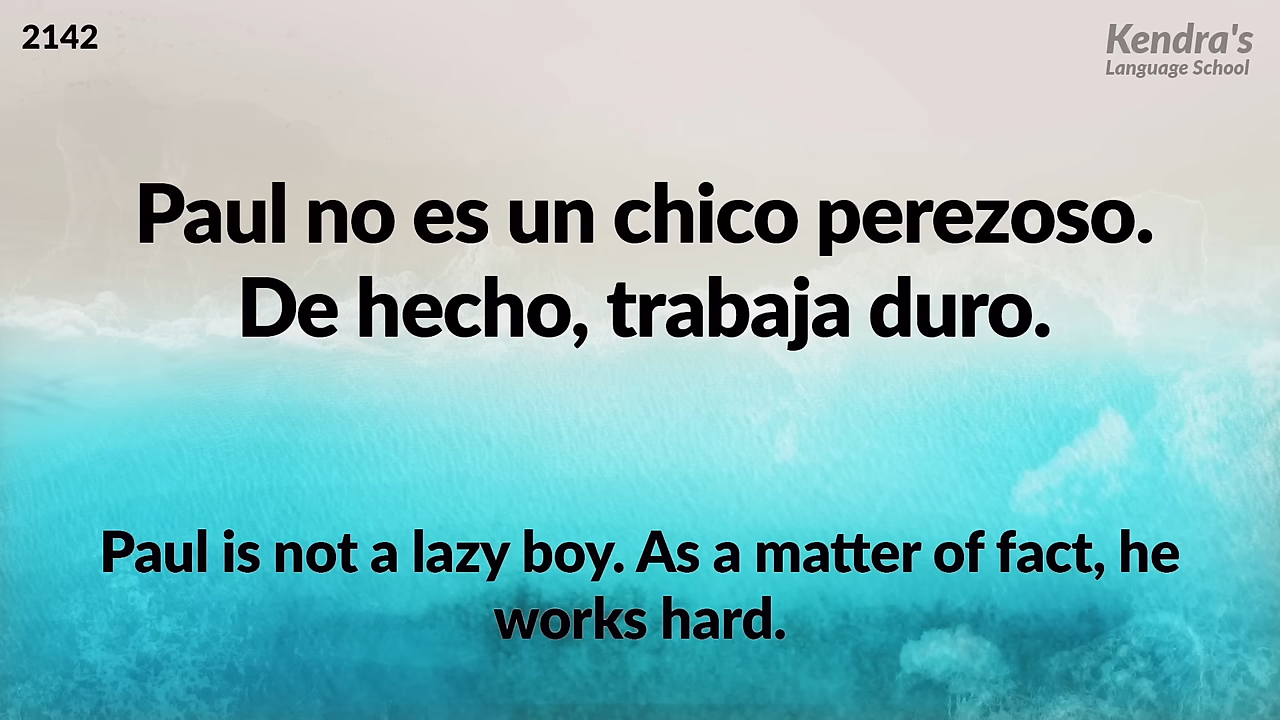 2142
Kendra's
Language School
Paul no es un chico perezoso.
De hecho, trabaja duro.
Paul is not a lazy boy. As a matter of fact, he
works hard.